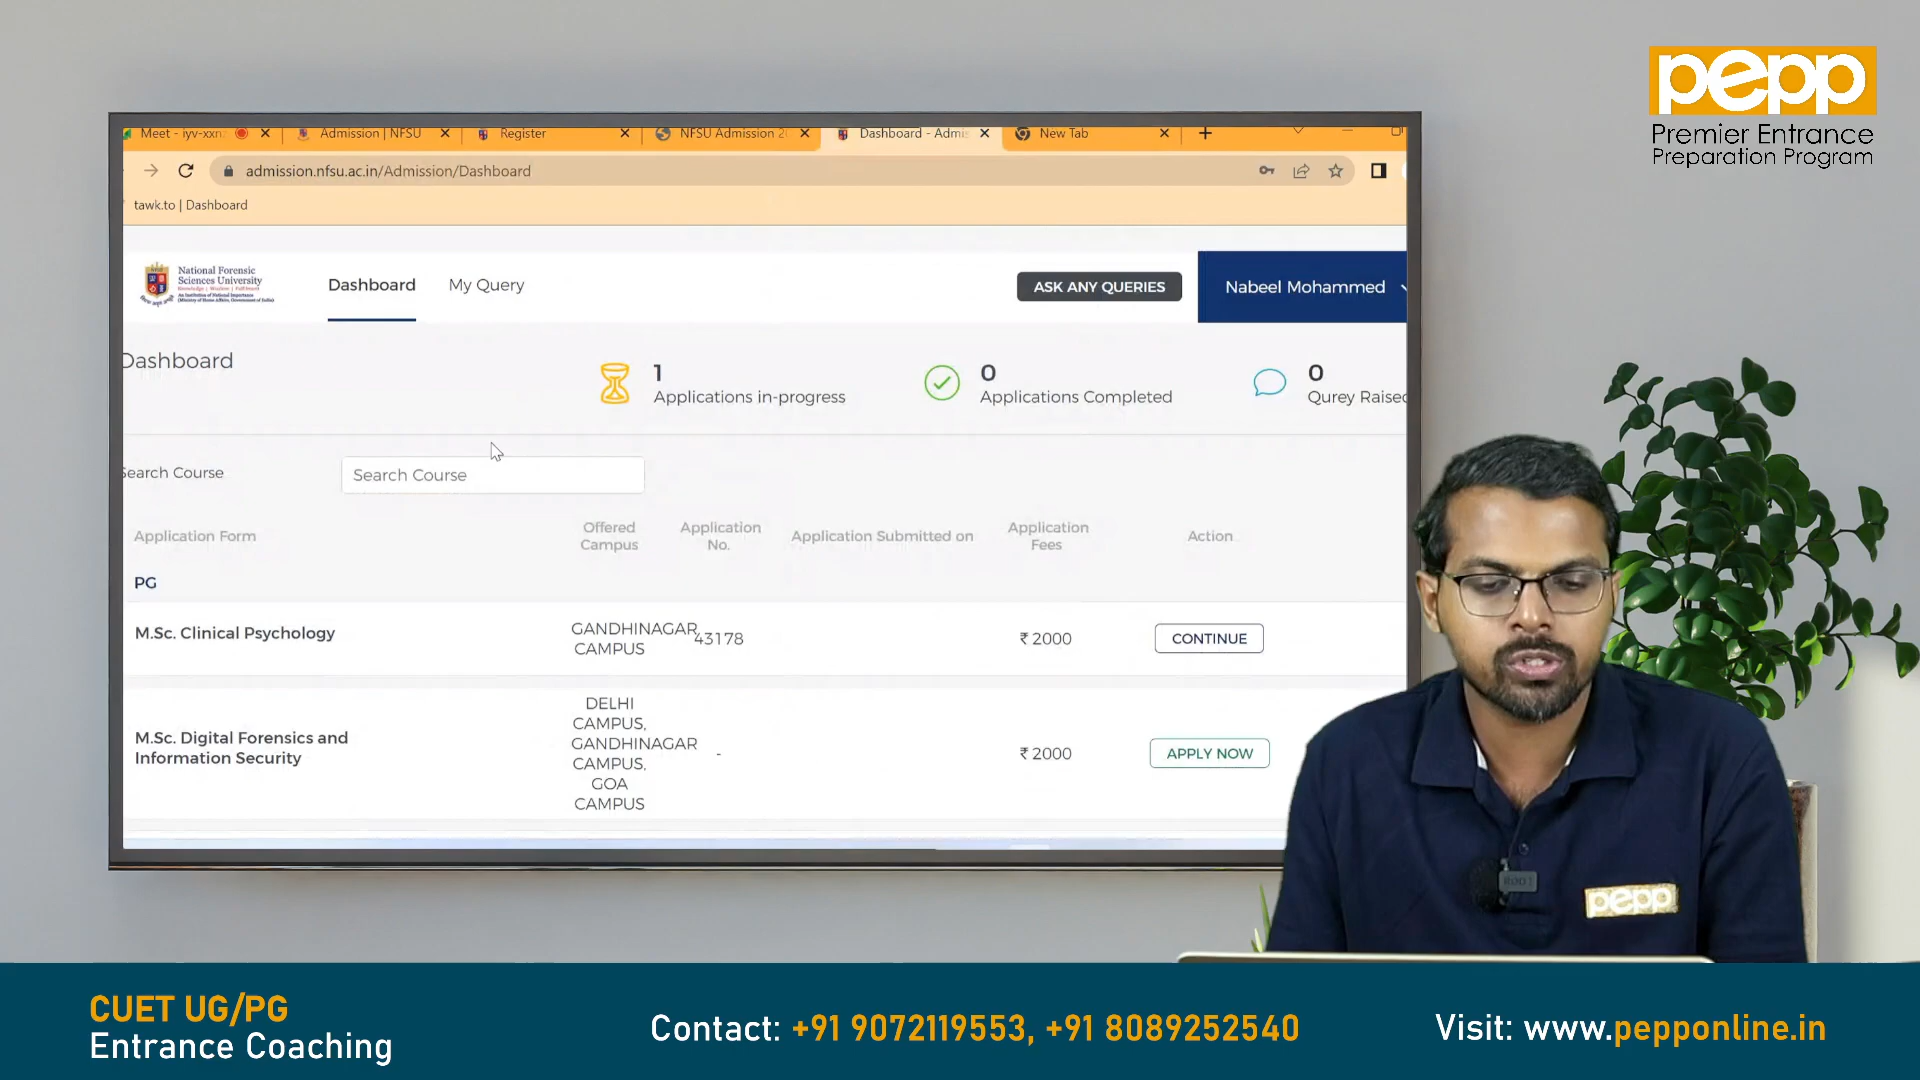 pepp
Premier Entrance
Preparation Program
Meet - iyv-xxn
Admission | NFSU
Register
NFSU Admission 2
Dashboard - Admis
New Tab
admission.nfsu.ac.in/Admission/Dashboard
tawk.to | Dashboard
National Forensic
Sciences University
Dashboard
My Query
ASK ANY QUERIES
Nabeel Mohammed
Dashboard
1
Applications in-progress
0
Applications Completed
0
Qurey Raised
Search Course
Search Course
Application Form
Offered
Campus
Application
No.
Application Submitted on
Application
Fees
Action
PG
M.Sc. Clinical Psychology
GANDHINAGAR
CAMPUS
43178
₹ 2000
CONTINUE
M.Sc. Digital Forensics and
Information Security
DELHI
CAMPUS,
GANDHINAGAR
CAMPUS,
GOA
CAMPUS
-
₹ 2000
APPLY NOW
pepp
CUET UG/PG
Entrance Coaching
Contact: +91 9072119553, +91 8089252540
Visit: www.pepponline.in